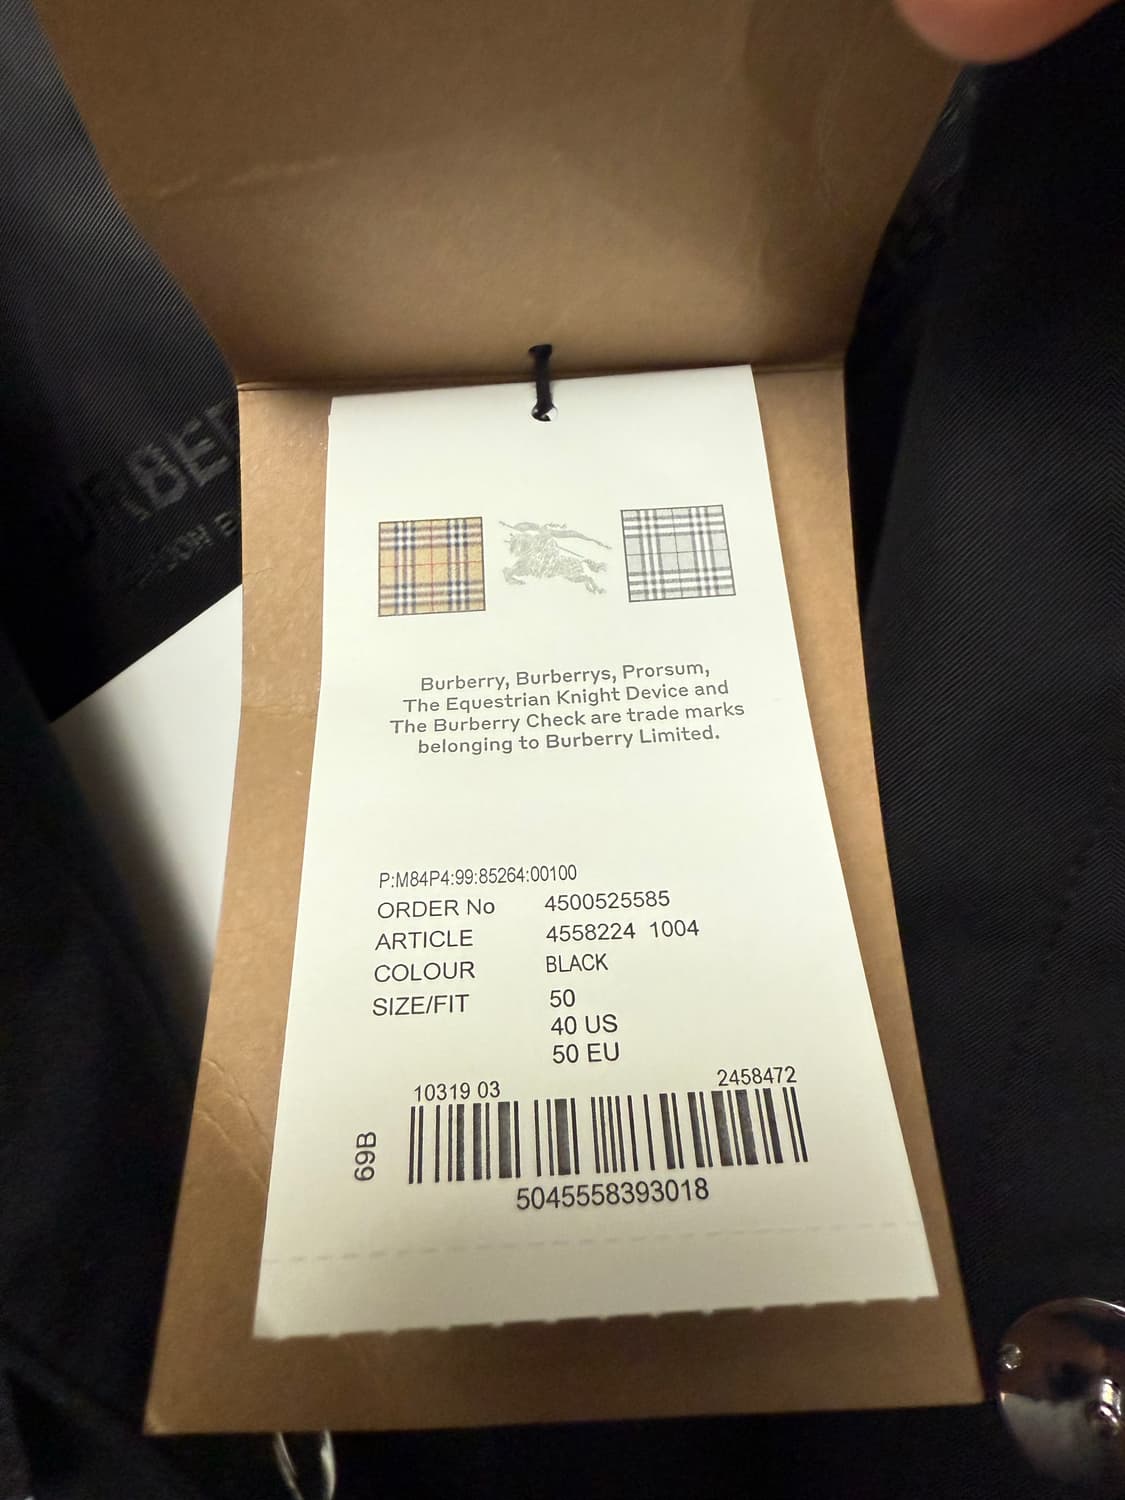 Burberry, Burberrys, Prorsum,
The Equestrian Knight Device and
The Burberry Check are trade marks
belonging to Burberry Limited.
P:M84P4:99:85264:00100
ORDER No 4500525585
ARTICLE 4558224 1004
COLOUR BLACK
SIZE/FIT 50
40 US
50 EU
10319 03 2458472
69B
5045558393018